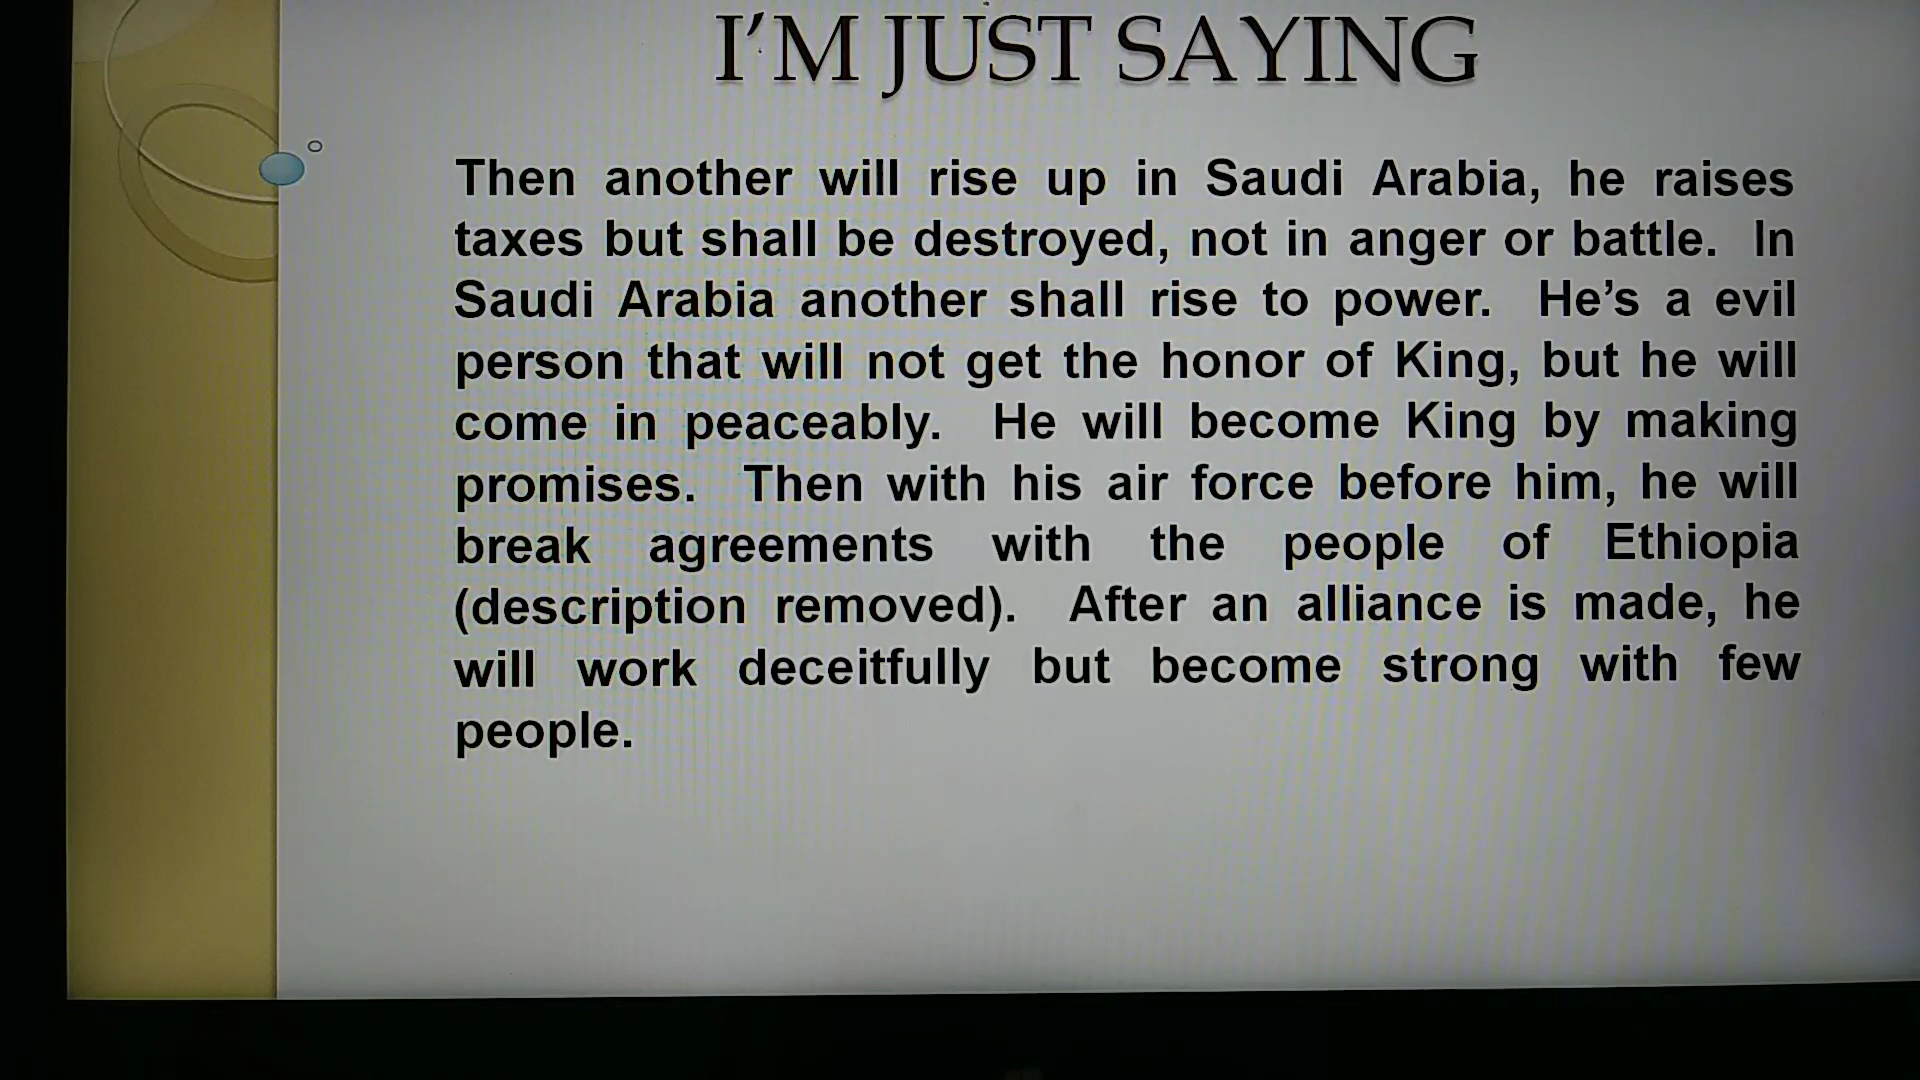 I'M JUST SAYING
Then another will rise up in Saudi Arabia, he raises
taxes but shall be destroyed, not in anger or battle.  In
Saudi Arabia another shall rise to power.  He's a evil
person that will not get the honor of King, but he will
come in peaceably.  He will become King by making
promises.  Then with his air force before him, he will
break agreements with the people of Ethiopia
(description removed).  After an alliance is made, he
will work deceitfully but become strong with few
people.